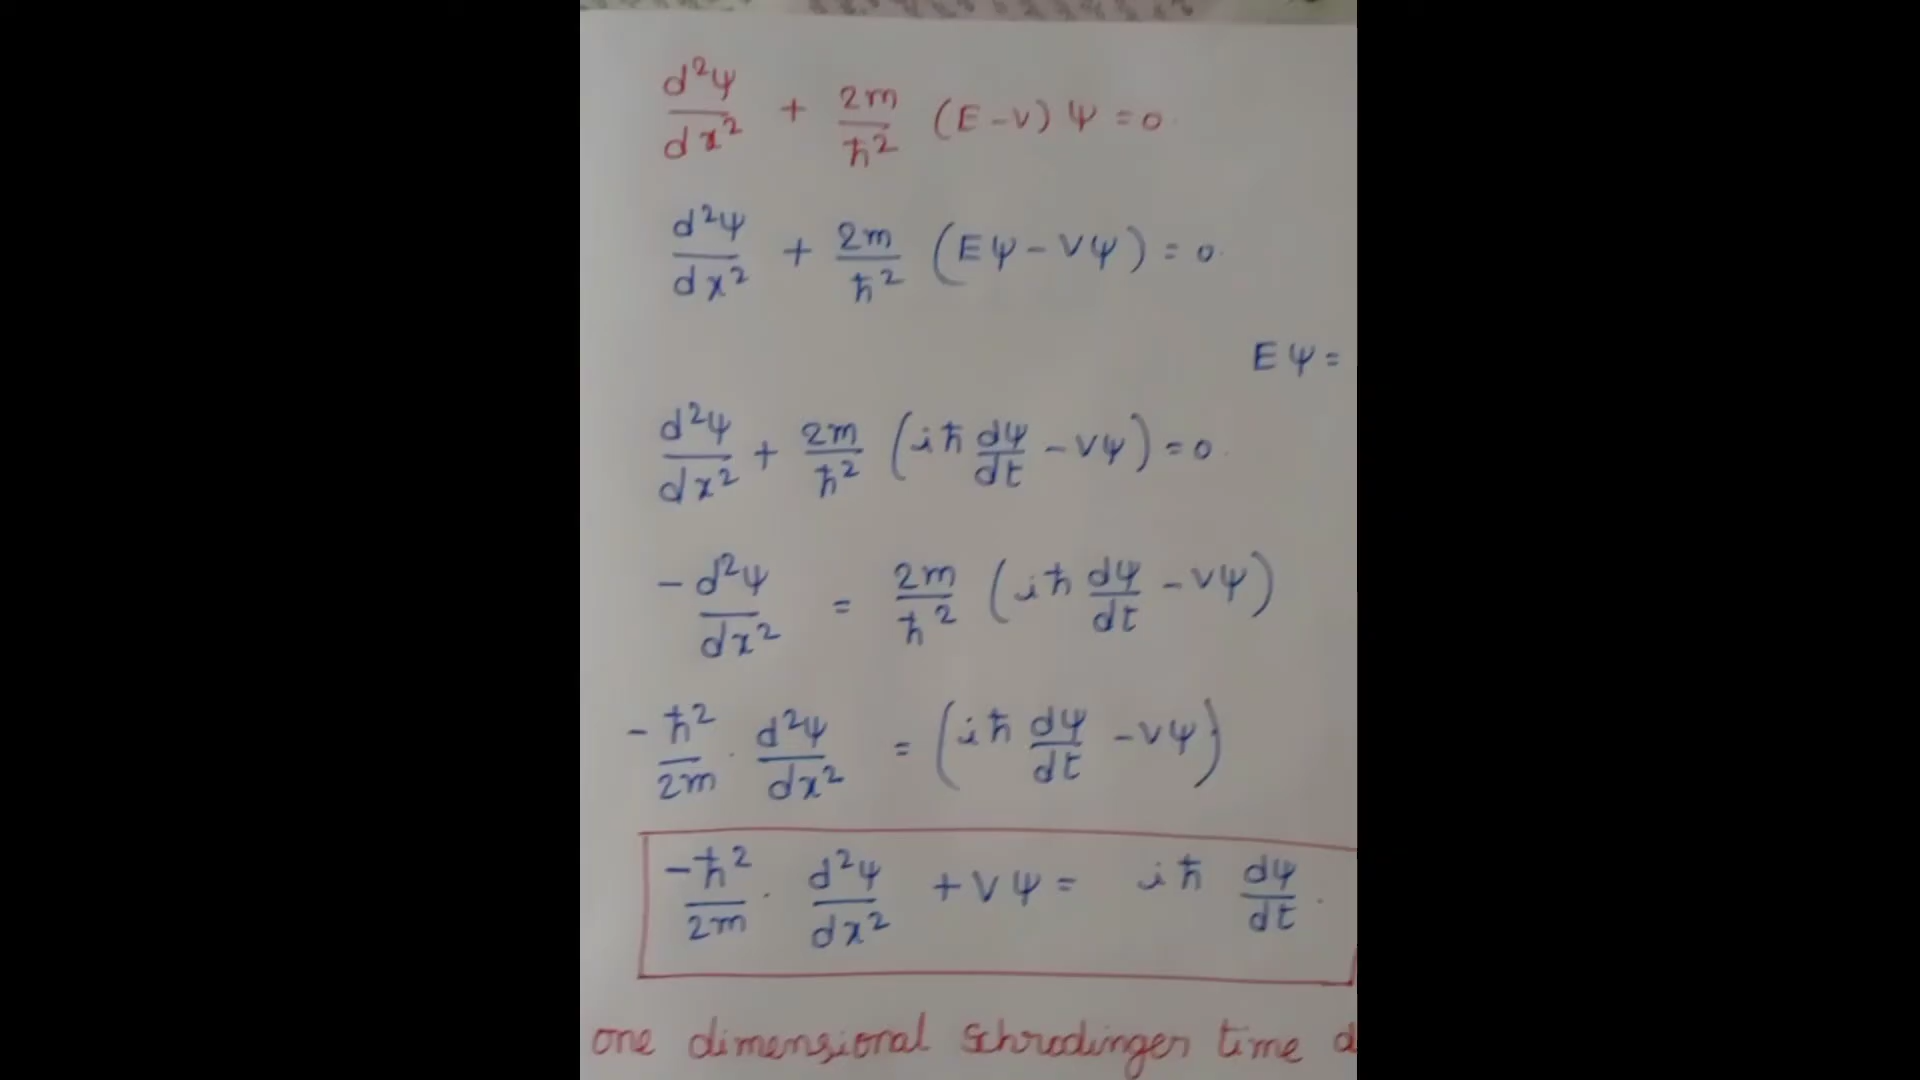 d²ψ/dx² + 2m/ħ² (E-V) ψ = 0.
d²ψ/dx² + 2m/ħ² (Eψ - Vψ) = 0.
Eψ =
d²ψ/dx² + 2m/ħ² (iħ dψ/dt - Vψ) = 0.
-d²ψ/dx² = 2m/ħ² (iħ dψ/dt - Vψ)
-ħ²/2m · d²ψ/dx² = (iħ dψ/dt - Vψ)
-ħ²/2m · d²ψ/dx² + Vψ = iħ dψ/dt.
one dimensional Schrodinger time d